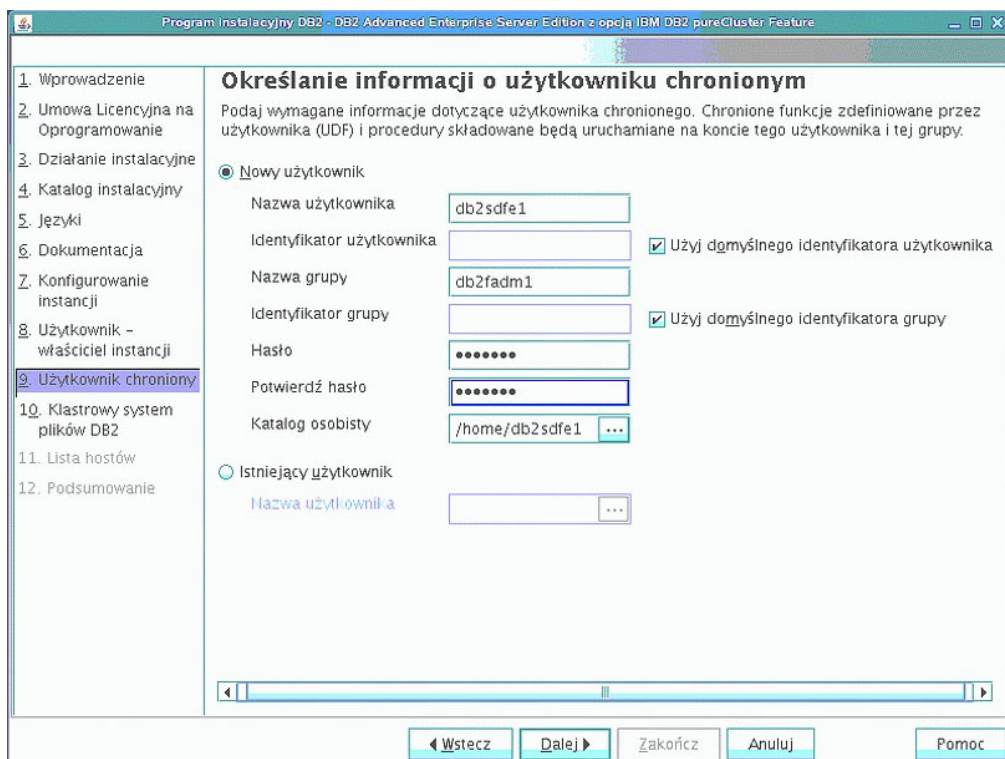 Program instalacyjny DB2 - DB2 Advanced Enterprise Server Edition z opcją IBM DB2 pureCluster Feature
1. Wprowadzenie
2. Umowa Licencyjna na
Oprogramowanie
3. Działanie instalacyjne
4. Katalog instalacyjny
5. Języki
6. Dokumentacja
7. Konfigurowanie
instancji
8. Użytkownik –
właściciel instancji
9. Użytkownik chroniony
10. Klastrowy system
plików DB2
11. Lista hostów
12. Podsumowanie
Określanie informacji o użytkowniku chronionym
Podaj wymagane informacje dotyczące użytkownika chronionego. Chronione funkcje zdefiniowane przez
użytkownika (UDF) i procedury składowane będą uruchamiane na koncie tego użytkownika i tej grupy.
Nowy użytkownik
Nazwa użytkownika db2sdfe1
Identyfikator użytkownika Użyj domyślnego identyfikatora użytkownika
Nazwa grupy db2fadm1
Identyfikator grupy Użyj domyślnego identyfikatora grupy
Hasło •••••••
Potwierdź hasło •••••••
Katalog osobisty /home/db2sdfe1 ...
Istniejący użytkownik
Nazwa użytkownika ...
Wstecz Dalej Zakończ Anuluj Pomoc